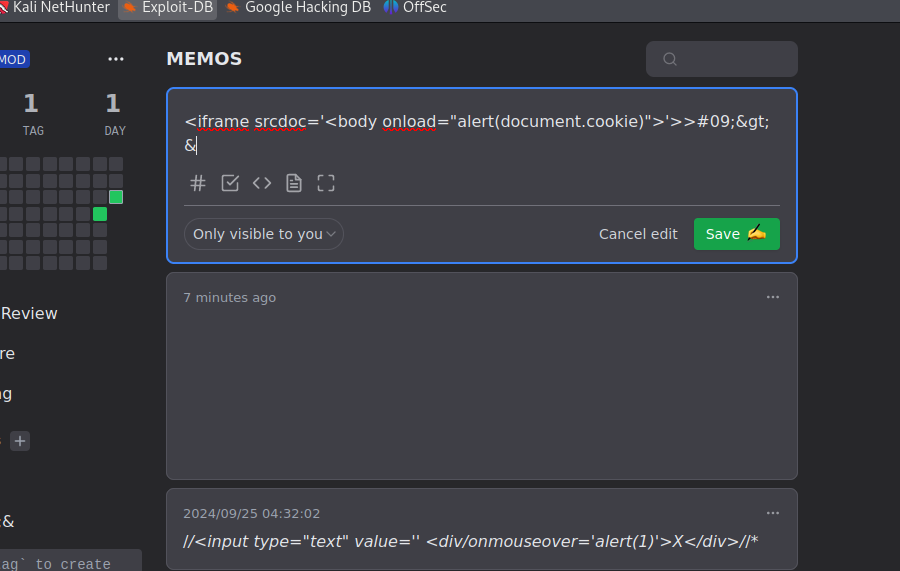 Kali NetHunter Exploit-DB Google Hacking DB OffSec
MOD ...
MEMOS
1 1
TAG DAY
<iframe srcdoc='<body onload="alert(document.cookie)">'>>#09;&gt;
&
Only visible to you Cancel edit Save ✍
7 minutes ago ...
Review
re
ng
+
2024/09/25 04:32:02 ...
//<input type="text" value='' <div/onmouseover='alert(1)'>X</div>//*
;&
ag` to create